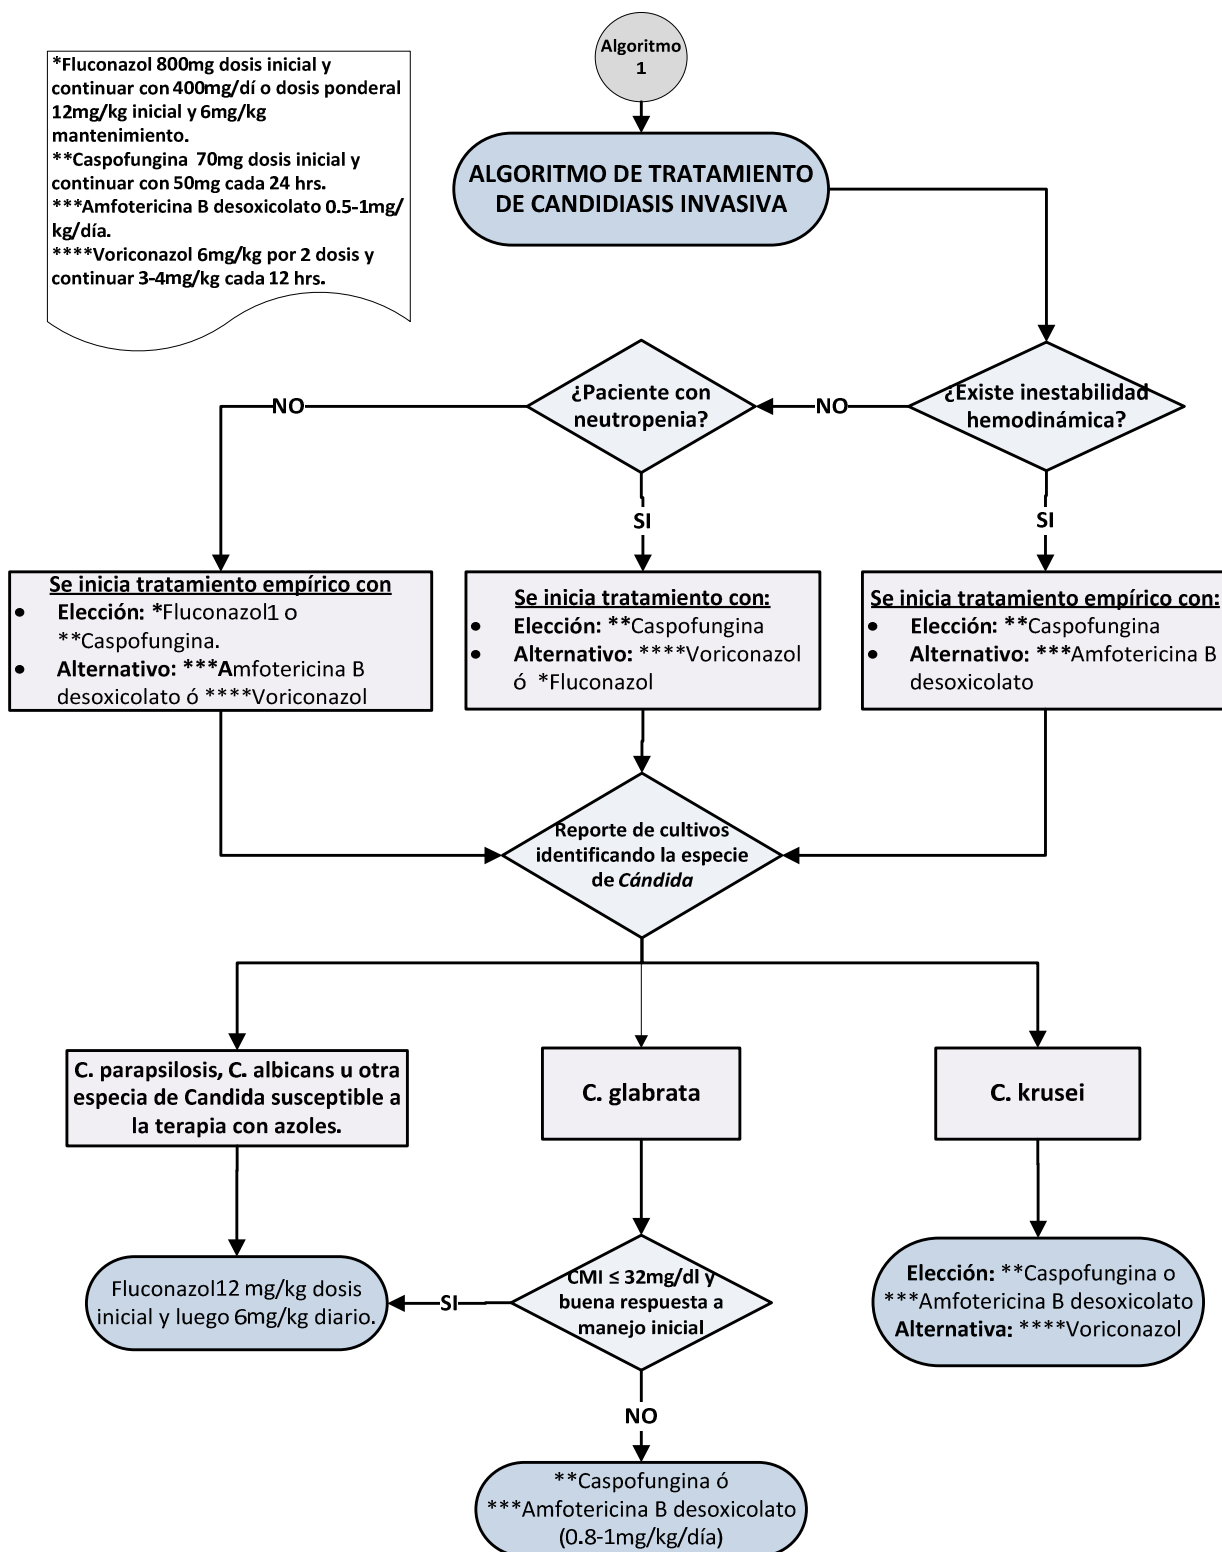 Algoritmo
1
*Fluconazol 800mg dosis inicial y
continuar con 400mg/dí o dosis ponderal
12mg/kg inicial y 6mg/kg
mantenimiento.
**Caspofungina 70mg dosis inicial y
continuar con 50mg cada 24 hrs.
***Amfotericina B desoxicolato 0.5-1mg/
kg/día.
****Voriconazol 6mg/kg por 2 dosis y
continuar 3-4mg/kg cada 12 hrs.
ALGORITMO DE TRATAMIENTO
DE CANDIDIASIS INVASIVA
¿Existe inestabilidad
hemodinámica?
NO
¿Paciente con
neutropenia?
NO
SI
SI
Se inicia tratamiento empírico con
• Elección: *Fluconazol1 o
**Caspofungina.
• Alternativo: ***Amfotericina B
desoxicolato ó ****Voriconazol
Se inicia tratamiento con:
• Elección: **Caspofungina
• Alternativo: ****Voriconazol
ó *Fluconazol
Se inicia tratamiento empírico con:
• Elección: **Caspofungina
• Alternativo: ***Amfotericina B
desoxicolato
Reporte de cultivos
identificando la especie
de Cándida
C. parapsilosis, C. albicans u otra
especia de Candida susceptible a
la terapia con azoles.
C. glabrata
C. krusei
Fluconazol12 mg/kg dosis
inicial y luego 6mg/kg diario.
SI
CMI ≤ 32mg/dl y
buena respuesta a
manejo inicial
Elección: **Caspofungina o
***Amfotericina B desoxicolato
Alternativa: ****Voriconazol
NO
**Caspofungina ó
***Amfotericina B desoxicolato
(0.8-1mg/kg/día)